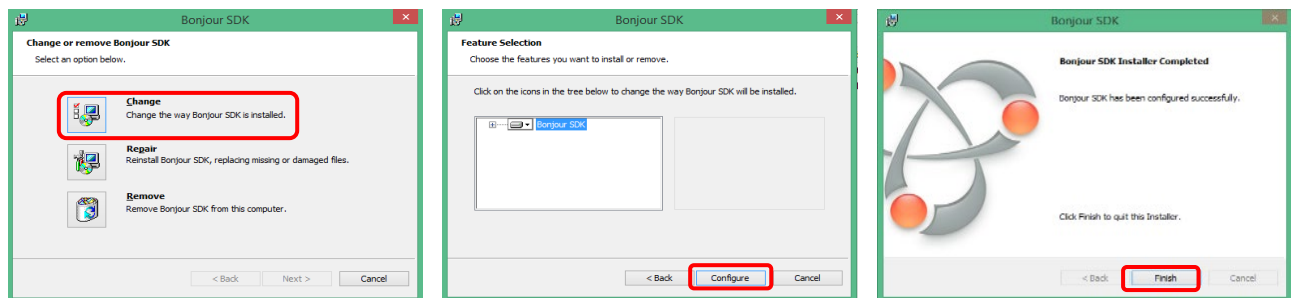 Bonjour SDK
Change or remove Bonjour SDK
Select an option below.
Change
Change the way Bonjour SDK is installed.
Repair
Reinstall Bonjour SDK, replacing missing or damaged files.
Remove
Remove Bonjour SDK from this computer.
< Back Next > Cancel
Bonjour SDK
Feature Selection
Choose the features you want to install or remove.
Click on the icons in the tree below to change the way Bonjour SDK will be installed.
Bonjour SDK
< Back Configure Cancel
Bonjour SDK
Bonjour SDK Installer Completed
Bonjour SDK has been configured successfully.
Click Finish to quit this Installer.
< Back Finish Cancel